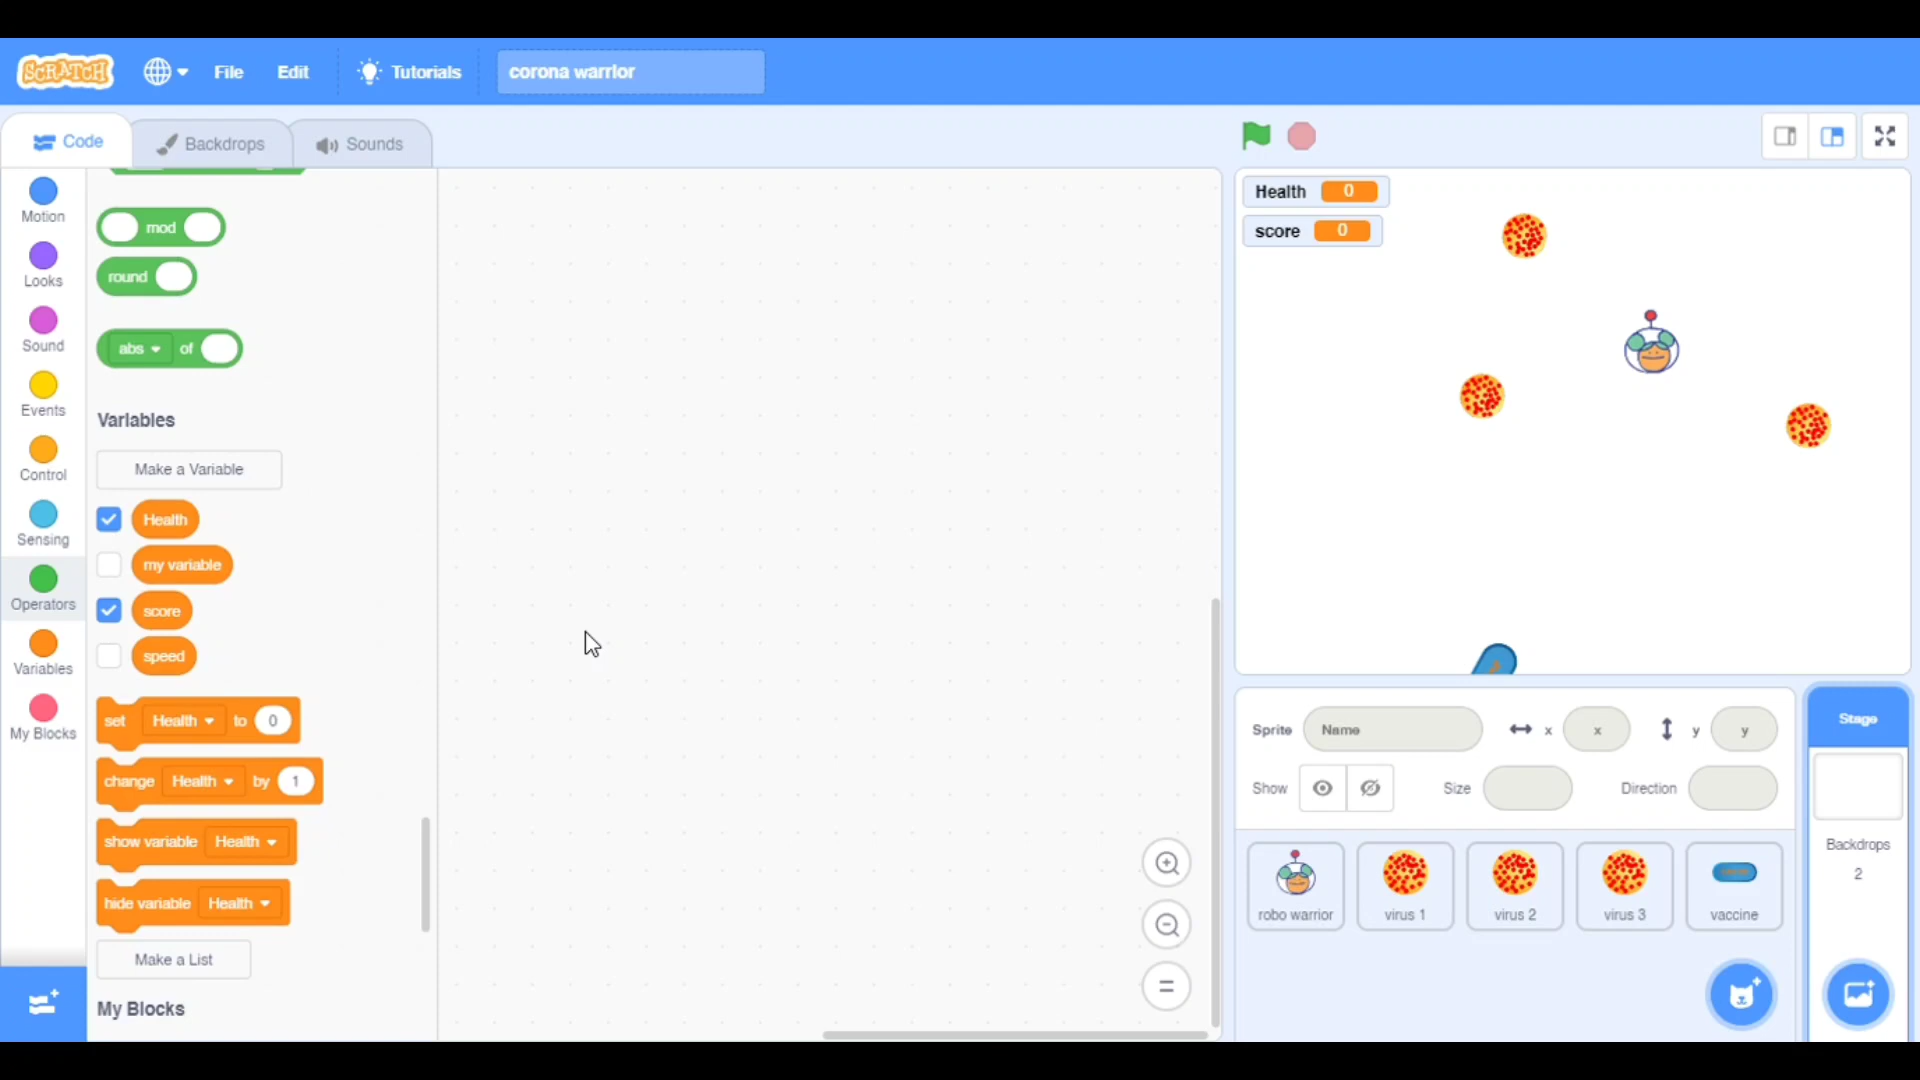 SCRATCH File Edit Tutorials corona warrior
Code Backdrops Sounds
Motion
Looks
Sound
Events
Control
Sensing
Operators
Variables
My Blocks
mod
round
abs of
Variables
Make a Variable
Health
my variable
score
speed
set Health to 0
change Health by 1
show variable Health
hide variable Health
Make a List
My Blocks
Health 0
score 0
Sprite Name x x y y
Show Size Direction
robo warrior virus 1 virus 2 virus 3 vaccine
Stage
Backdrops
2